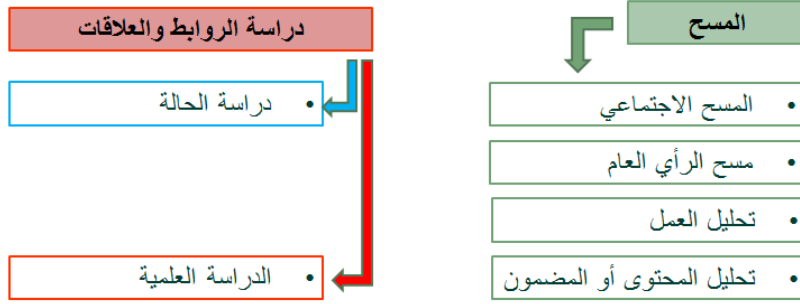 المسح
• المسح الاجتماعي
• مسح الرأي العام
• تحليل العمل
• تحليل المحتوى أو المضمون
دراسة الروابط والعلاقات
• دراسة الحالة
• الدراسة العلمية